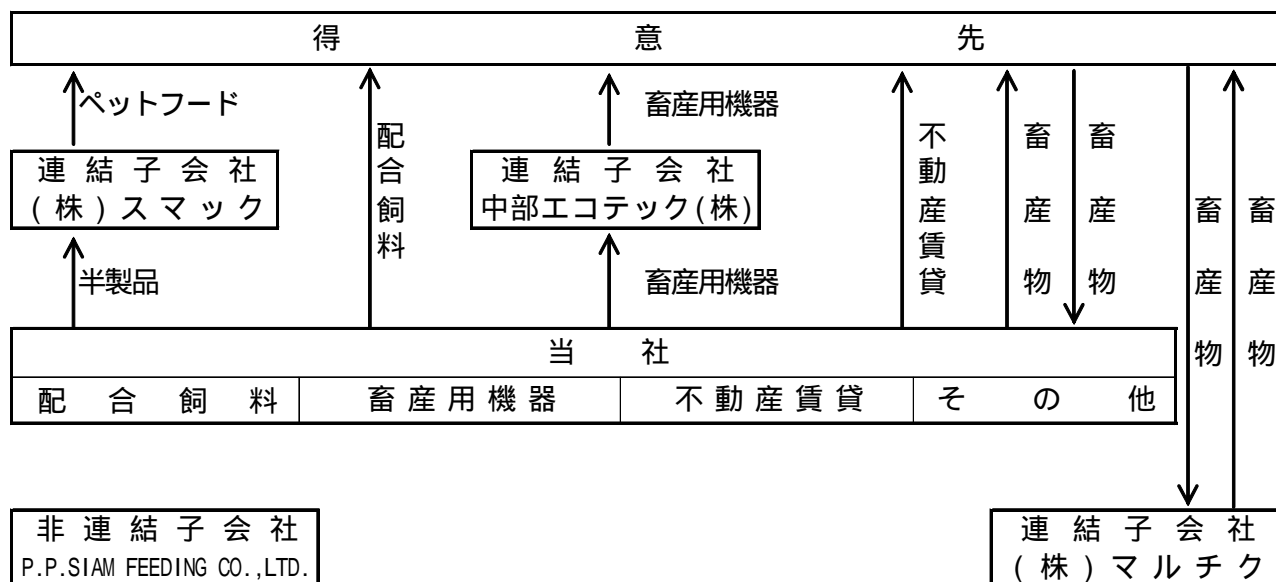 得意先
ペットフード
配合飼料
畜産用機器
不動産賃貸
畜産物
畜産物
畜産物
畜産物
連結子会社
(株)スマック
連結子会社
中部エコテック(株)
半製品
畜産用機器
当社
配合飼料
畜産用機器
不動産賃貸
その他
非連結子会社
P.P.SIAM FEEDING CO.,LTD.
連結子会社
(株)マルチク